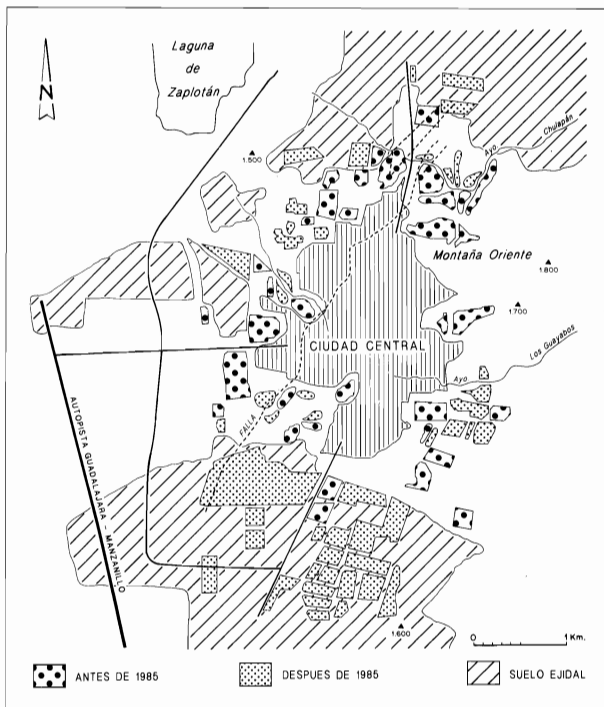 Laguna
de
Zaplotán
N
Ayo Chuiapán
1.500
Montaña Oriente
1.800
1.700
CIUDAD CENTRAL
Los Guayabos
Ayo
FALLA
AUTOPISTA GUADALAJARA - MANZANILLO
1.600
0 1 Km.
ANTES DE 1985
DESPUES DE 1985
SUELO EJIDAL